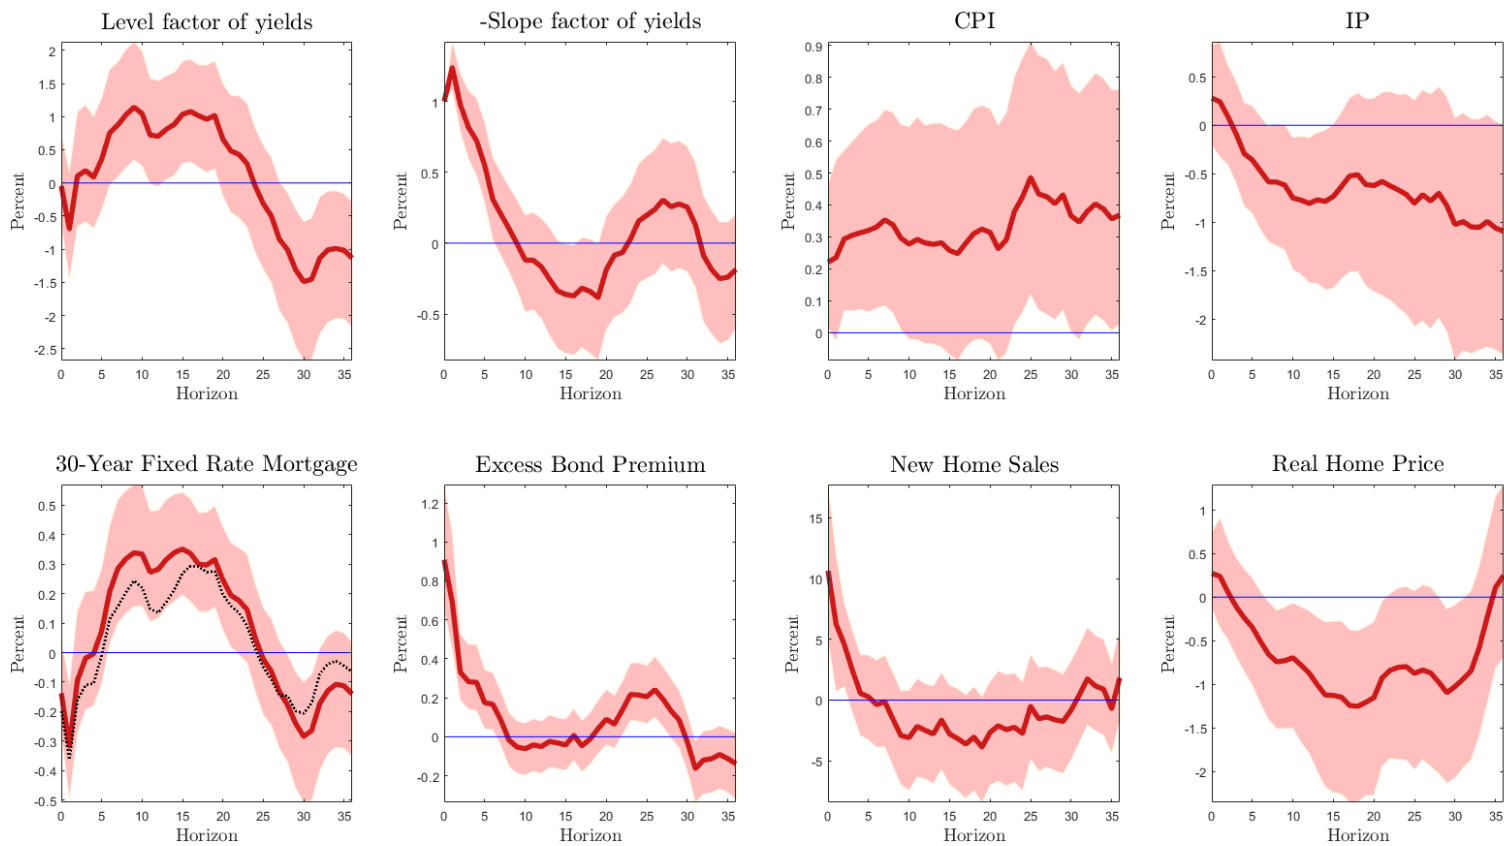 Level factor of yields
2
1.5
1
0.5
0
-0.5
-1
-1.5
-2
-2.5
Percent
0 5 10 15 20 25 30 35
Horizon
-Slope factor of yields
1
0.5
0
-0.5
Percent
0 5 10 15 20 25 30 35
Horizon
CPI
0.9
0.8
0.7
0.6
0.5
0.4
0.3
0.2
0.1
0
Percent
0 5 10 15 20 25 30 35
Horizon
IP
0.5
0
-0.5
-1
-1.5
-2
Percent
0 5 10 15 20 25 30 35
Horizon
30-Year Fixed Rate Mortgage
0.5
0.4
0.3
0.2
0.1
0
-0.1
-0.2
-0.3
-0.4
-0.5
Percent
0 5 10 15 20 25 30 35
Horizon
Excess Bond Premium
1.2
1
0.8
0.6
0.4
0.2
0
-0.2
Percent
0 5 10 15 20 25 30 35
Horizon
New Home Sales
15
10
5
0
-5
Percent
0 5 10 15 20 25 30 35
Horizon
Real Home Price
1
0.5
0
-0.5
-1
-1.5
-2
Percent
0 5 10 15 20 25 30 35
Horizon